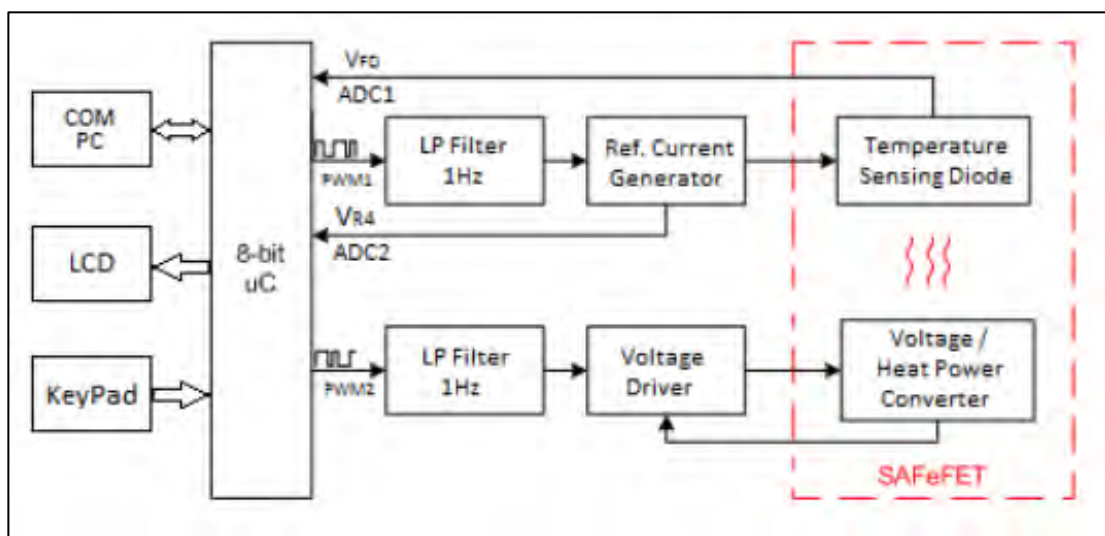 COM
PC
LCD
KeyPad
8-bit
uC
VFD
ADC1
PWM1
LP Filter
1Hz
Ref. Current
Generator
Temperature
Sensing Diode
VR4
ADC2
PWM2
LP Filter
1Hz
Voltage
Driver
Voltage /
Heat Power
Converter
SAFeFET